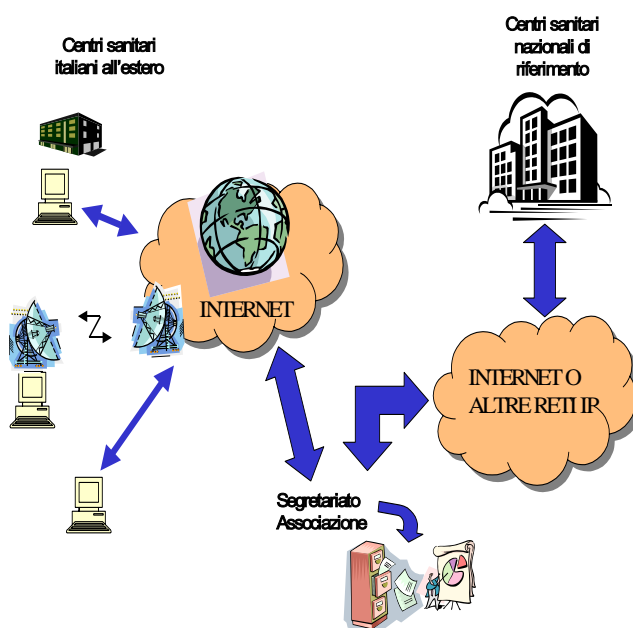 Centri sanitari
italiani all'estero
Centri sanitari
nazionali di
riferimento
INTERNET
INTERNET O
ALTRE RETI IP
Segretariato
Associazione